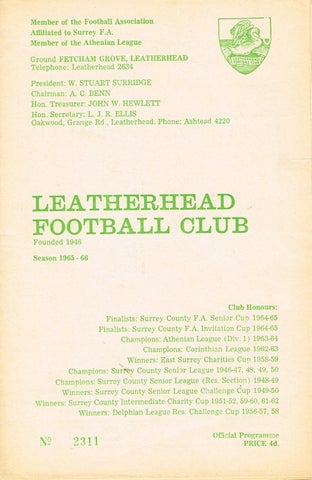 Member of the Football Association
Affiliated to Surrey F.A.
Member of the Athenian League
Ground FETCHAM GROVE, LEATHERHEAD
Telephone: Leatherhead 2634
President: W. STUART SURRIDGE
Chairman: A. C. BENN
Hon. Treasurer: JOHN W. HEWLETT
Hon. Secretary: L. J. R. ELLIS
Oakwood, Grange Rd., Leatherhead. Phone: Ashtead 4220
LEATHERHEAD
FOOTBALL CLUB
Founded 1946
Season 1965-66
Club Honours:
Finalists: Surrey County F.A. Senior Cup 1964-65
Finalists: Surrey County F.A. Invitation Cup 1964-65
Champions: Athenian League (Div. 1) 1963-64
Champions: Corinthian League 1962-63
Winners: East Surrey Charities Cup 1958-59
Champions: Surrey County Senior League 1946-47, 48, 49, 50
Champions: Surrey County Senior League (Res. Section) 1948-49
Winners: Surrey County Senior League Challenge Cup 1949-50
Winners: Surrey County Intermediate Charity Cup 1951-52, 59-60, 61-62
Winners: Delphian League Res. Challenge Cup 1956-57, 58
Nº 2311
Official Programme
PRICE 4d.